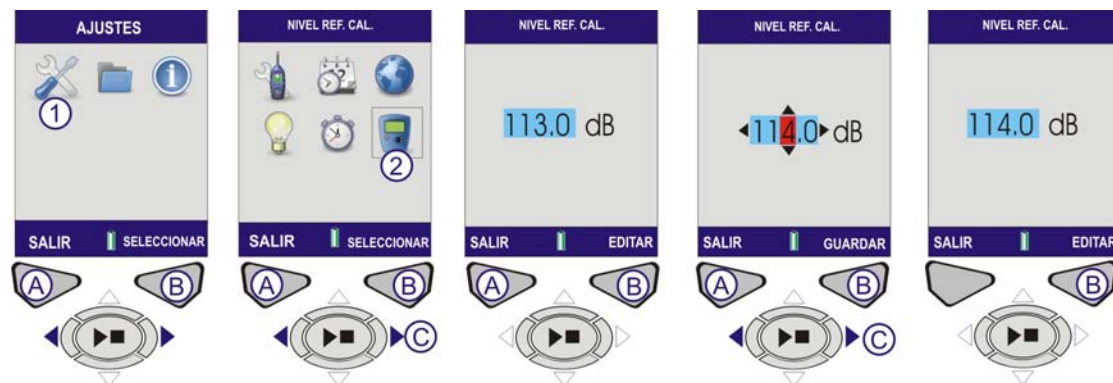 AJUSTES
1
SALIR SELECCIONAR
A B
NIVEL REF. CAL.
2
SALIR SELECCIONAR
A B
C
NIVEL REF. CAL.
113.0 dB
SALIR EDITAR
A B
NIVEL REF. CAL.
114.0 dB
SALIR GUARDAR
A B
C
NIVEL REF. CAL.
114.0 dB
SALIR EDITAR
B